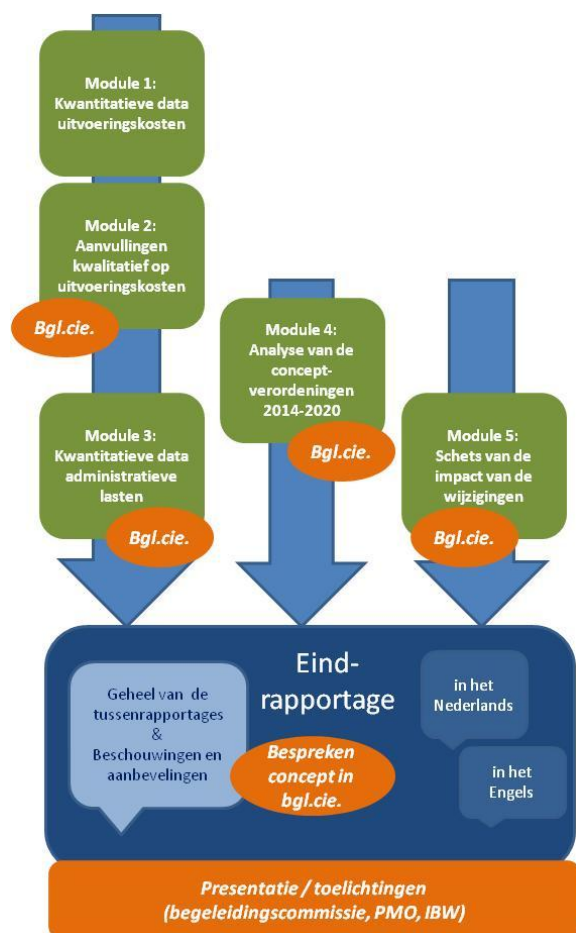 Module 1:
Kwantitatieve data
uitvoeringskosten
Module 2:
Aanvullingen
kwalitatief op
uitvoeringskosten
Bgl.cie.
Module 3:
Kwantitatieve data
administratieve
lasten
Bgl.cie.
Module 4:
Analyse van de
concept-
verordeningen
2014-2020
Bgl.cie.
Module 5:
Schets van de
impact van de
wijzigingen
Bgl.cie.
Eind-
rapportage
Geheel van de
tussenrapportages
&
Beschouwingen en
aanbevelingen
Bespreken
concept in
bgl.cie.
in het
Nederlands
in het
Engels
Presentatie / toelichtingen
(begeleidingscommissie, PMO, IBW)